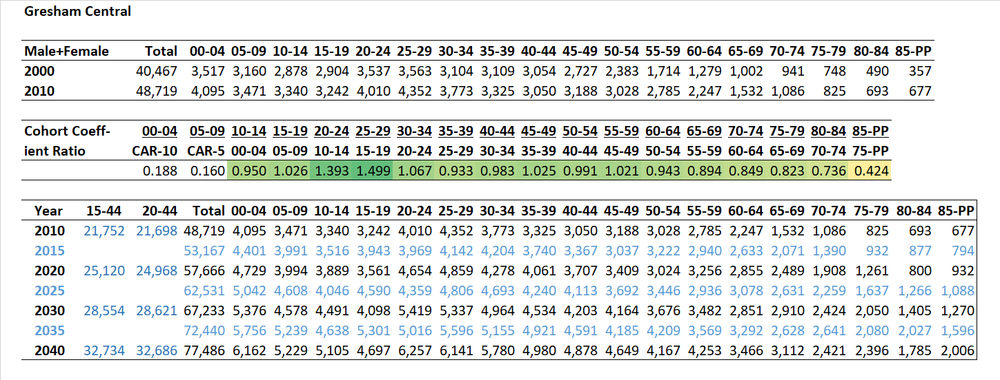 Gresham Central
Male+Female Total 00-04 05-09 10-14 15-19 20-24 25-29 30-34 35-39 40-44 45-49 50-54 55-59 60-64 65-69 70-74 75-79 80-84 85-PP
2000 40,467 3,517 3,160 2,878 2,904 3,537 3,563 3,104 3,109 3,054 2,727 2,383 1,714 1,279 1,002 941 748 490 357
2010 48,719 4,095 3,471 3,340 3,242 4,010 4,352 3,773 3,325 3,050 3,188 3,028 2,785 2,247 1,532 1,086 825 693 677
Cohort Coeff- 00-04 05-09 10-14 15-19 20-24 25-29 30-34 35-39 40-44 45-49 50-54 55-59 60-64 65-69 70-74 75-79 80-84 85-PP
ient Ratio CAR-10 CAR-5 00-04 05-09 10-14 15-19 20-24 25-29 30-34 35-39 40-44 45-49 50-54 55-59 60-64 65-69 70-74 75-PP
0.188 0.160 0.950 1.026 1.393 1.499 1.067 0.933 0.983 1.025 0.991 1.021 0.943 0.894 0.849 0.823 0.736 0.424
Year 15-44 20-44 Total 00-04 05-09 10-14 15-19 20-24 25-29 30-34 35-39 40-44 45-49 50-54 55-59 60-64 65-69 70-74 75-79 80-84 85-PP
2010 21,752 21,698 48,719 4,095 3,471 3,340 3,242 4,010 4,352 3,773 3,325 3,050 3,188 3,028 2,785 2,247 1,532 1,086 825 693 677
2015 53,167 4,401 3,991 3,516 3,943 3,969 4,142 4,204 3,740 3,367 3,037 3,222 2,940 2,633 2,071 1,390 932 877 794
2020 25,120 24,968 57,666 4,729 3,994 3,889 3,561 4,654 4,859 4,278 4,061 3,707 3,409 3,024 3,256 2,855 2,489 1,908 1,261 800 932
2025 62,531 5,042 4,608 4,046 4,590 4,359 4,806 4,693 4,240 4,113 3,692 3,446 2,936 3,078 2,631 2,259 1,637 1,266 1,088
2030 28,554 28,621 67,233 5,376 4,578 4,491 4,098 5,419 5,337 4,964 4,534 4,203 4,164 3,676 3,482 2,851 2,910 2,424 2,050 1,405 1,270
2035 72,440 5,756 5,239 4,638 5,301 5,016 5,596 5,155 4,921 4,591 4,185 4,209 3,569 3,292 2,628 2,641 2,080 2,027 1,596
2040 32,734 32,686 77,486 6,162 5,229 5,105 4,697 6,257 6,141 5,780 4,980 4,878 4,649 4,167 4,253 3,466 3,112 2,421 2,396 1,785 2,006